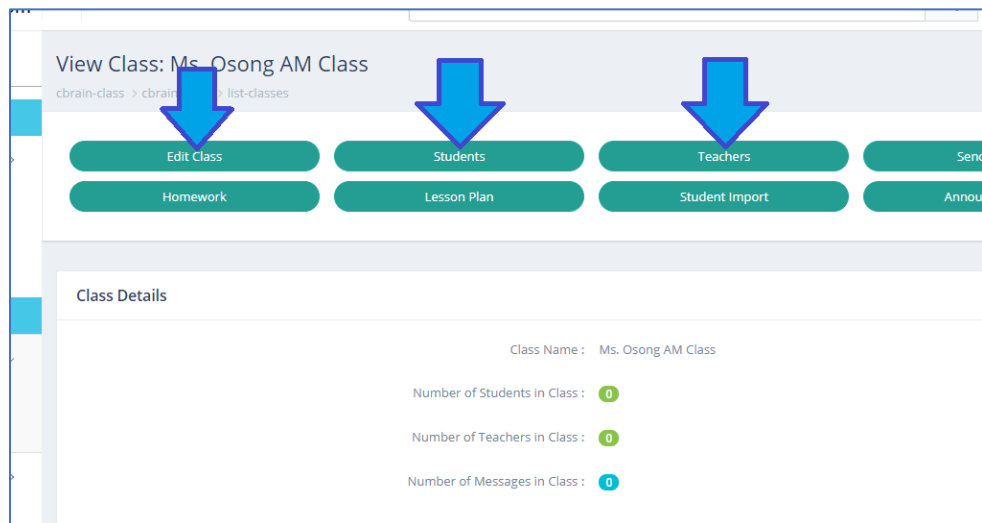 View Class: Ms. Osong AM Class
cbrain-class > cbrain > list-classes
Edit Class
Students
Teachers
Homework
Lesson Plan
Student Import
Class Details
Class Name : Ms. Osong AM Class
Number of Students in Class : 0
Number of Teachers in Class : 0
Number of Messages in Class : 0